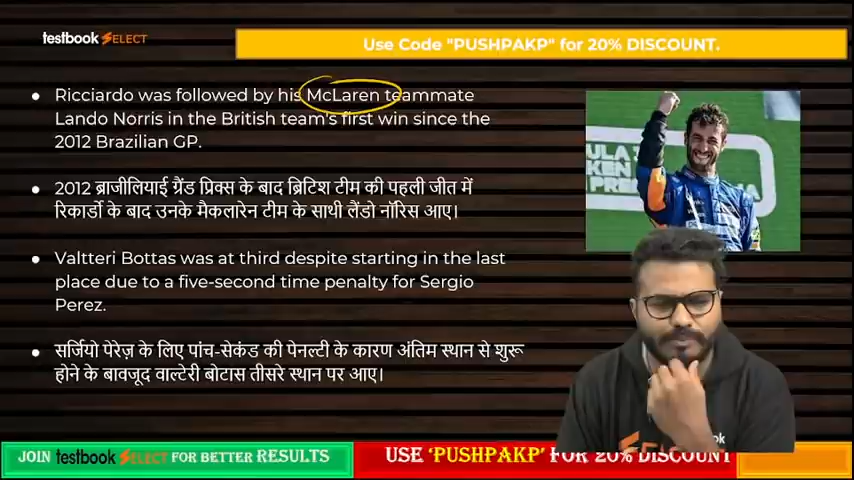 testbook SELECT
Use Code "PUSHPAKP" for 20% DISCOUNT.
Ricciardo was followed by his McLaren teammate
Lando Norris in the British team's first win since the
2012 Brazilian GP.
2012 ब्राजीलियाई ग्रैंड प्रिक्स के बाद ब्रिटिश टीम की पहली जीत में
रिकार्डो के बाद उनके मैकलारेन टीम के साथी लैंडो नॉरिस आए।
Valtteri Bottas was at third despite starting in the last
place due to a five-second time penalty for Sergio
Perez.
सर्जियो पेरेज़ के लिए पांच-सेकंड की पेनल्टी के कारण अंतिम स्थान से शुरू
होने के बावजूद वाल्टेरी बोटास तीसरे स्थान पर आए।
JOIN testbook SELECT FOR BETTER RESULTS
USE 'PUSHPAKP' FOR 20% DISCOUNT